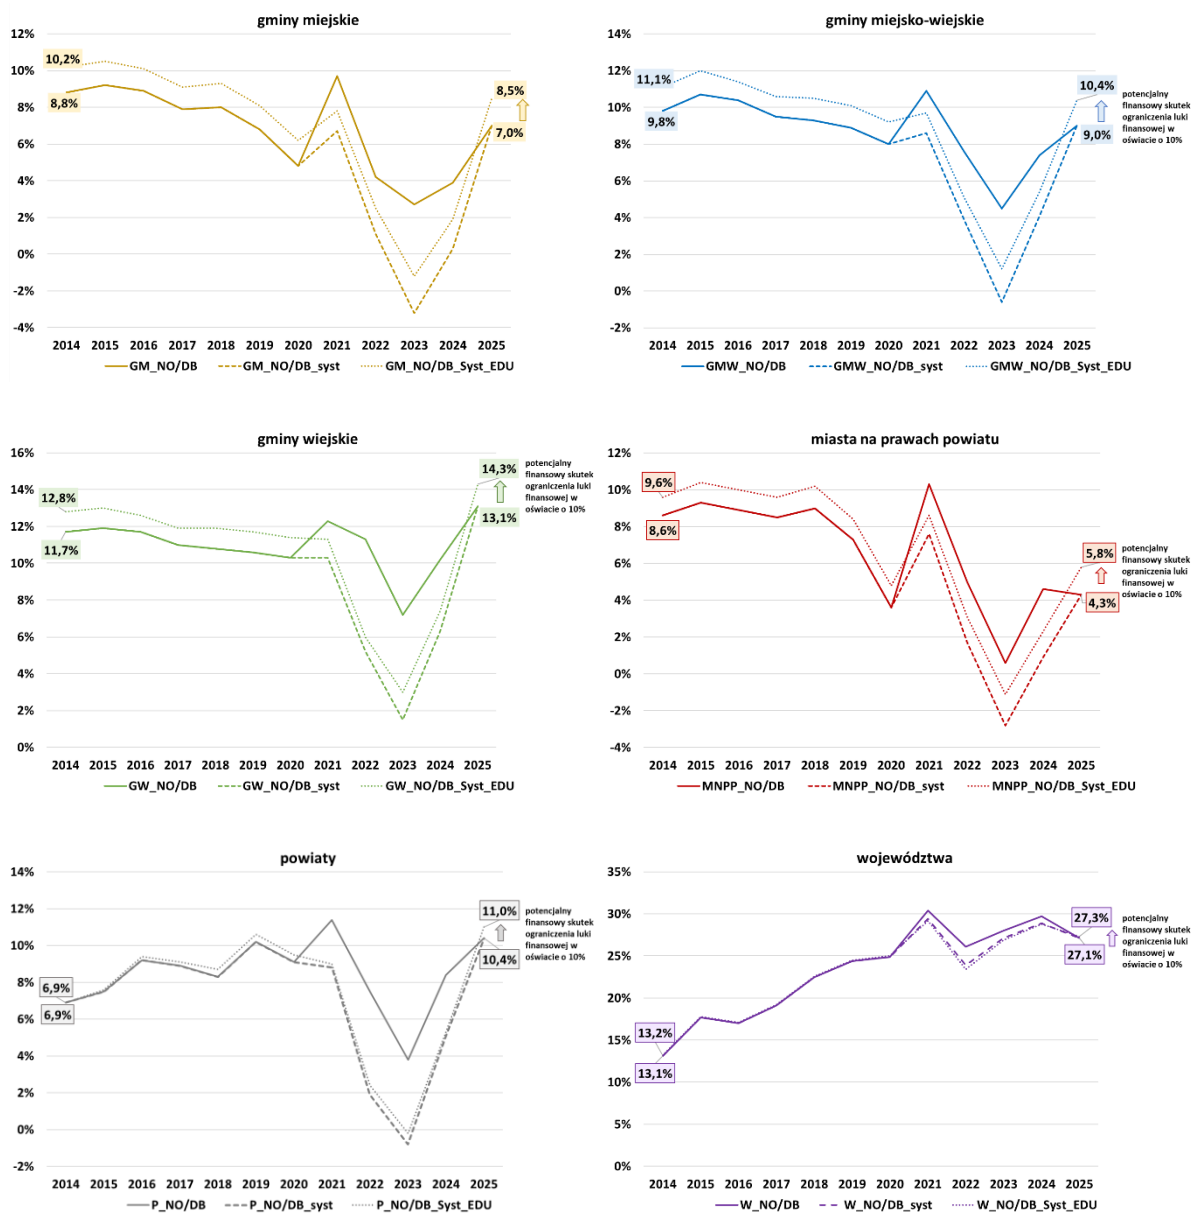 gminy miejskie
12%
10%
8%
6%
4%
2%
0%
-2%
-4%
10,2%
8,8%
8,5%
7,0%
2014 2015 2016 2017 2018 2019 2020 2021 2022 2023 2024 2025
GM_NO/DB GM_NO/DB_syst GM_NO/DB_Syst_EDU
gminy miejsko-wiejskie
14%
12%
10%
8%
6%
4%
2%
0%
-2%
11,1%
9,8%
10,4%
9,0%
potencjalny
finansowy skutek
ograniczenia luki
finansowej w
oświacie o 10%
2014 2015 2016 2017 2018 2019 2020 2021 2022 2023 2024 2025
GMW_NO/DB GMW_NO/DB_syst GMW_NO/DB_Syst_EDU
gminy wiejskie
16%
14%
12%
10%
8%
6%
4%
2%
0%
12,8%
11,7%
14,3%
13,1%
potencjalny
finansowy skutek
ograniczenia luki
finansowej w
oświacie o 10%
2014 2015 2016 2017 2018 2019 2020 2021 2022 2023 2024 2025
GW_NO/DB GW_NO/DB_syst GW_NO/DB_Syst_EDU
miasta na prawach powiatu
12%
10%
8%
6%
4%
2%
0%
-2%
-4%
9,6%
8,6%
5,8%
4,3%
potencjalny
finansowy skutek
ograniczenia luki
finansowej w
oświacie o 10%
2014 2015 2016 2017 2018 2019 2020 2021 2022 2023 2024 2025
MNPP_NO/DB MNPP_NO/DB_syst MNPP_NO/DB_Syst_EDU
powiaty
14%
12%
10%
8%
6%
4%
2%
0%
-2%
6,9%
6,9%
11,0%
10,4%
potencjalny
finansowy skutek
ograniczenia luki
finansowej w
oświacie o 10%
2014 2015 2016 2017 2018 2019 2020 2021 2022 2023 2024 2025
P_NO/DB P_NO/DB_syst P_NO/DB_Syst_EDU
województwa
35%
30%
25%
20%
15%
10%
5%
0%
13,2%
13,1%
27,3%
27,1%
potencjalny
finansowy skutek
ograniczenia luki
finansowej w
oświacie o 10%
2014 2015 2016 2017 2018 2019 2020 2021 2022 2023 2024 2025
W_NO/DB W_NO/DB_syst W_NO/DB_Syst_EDU